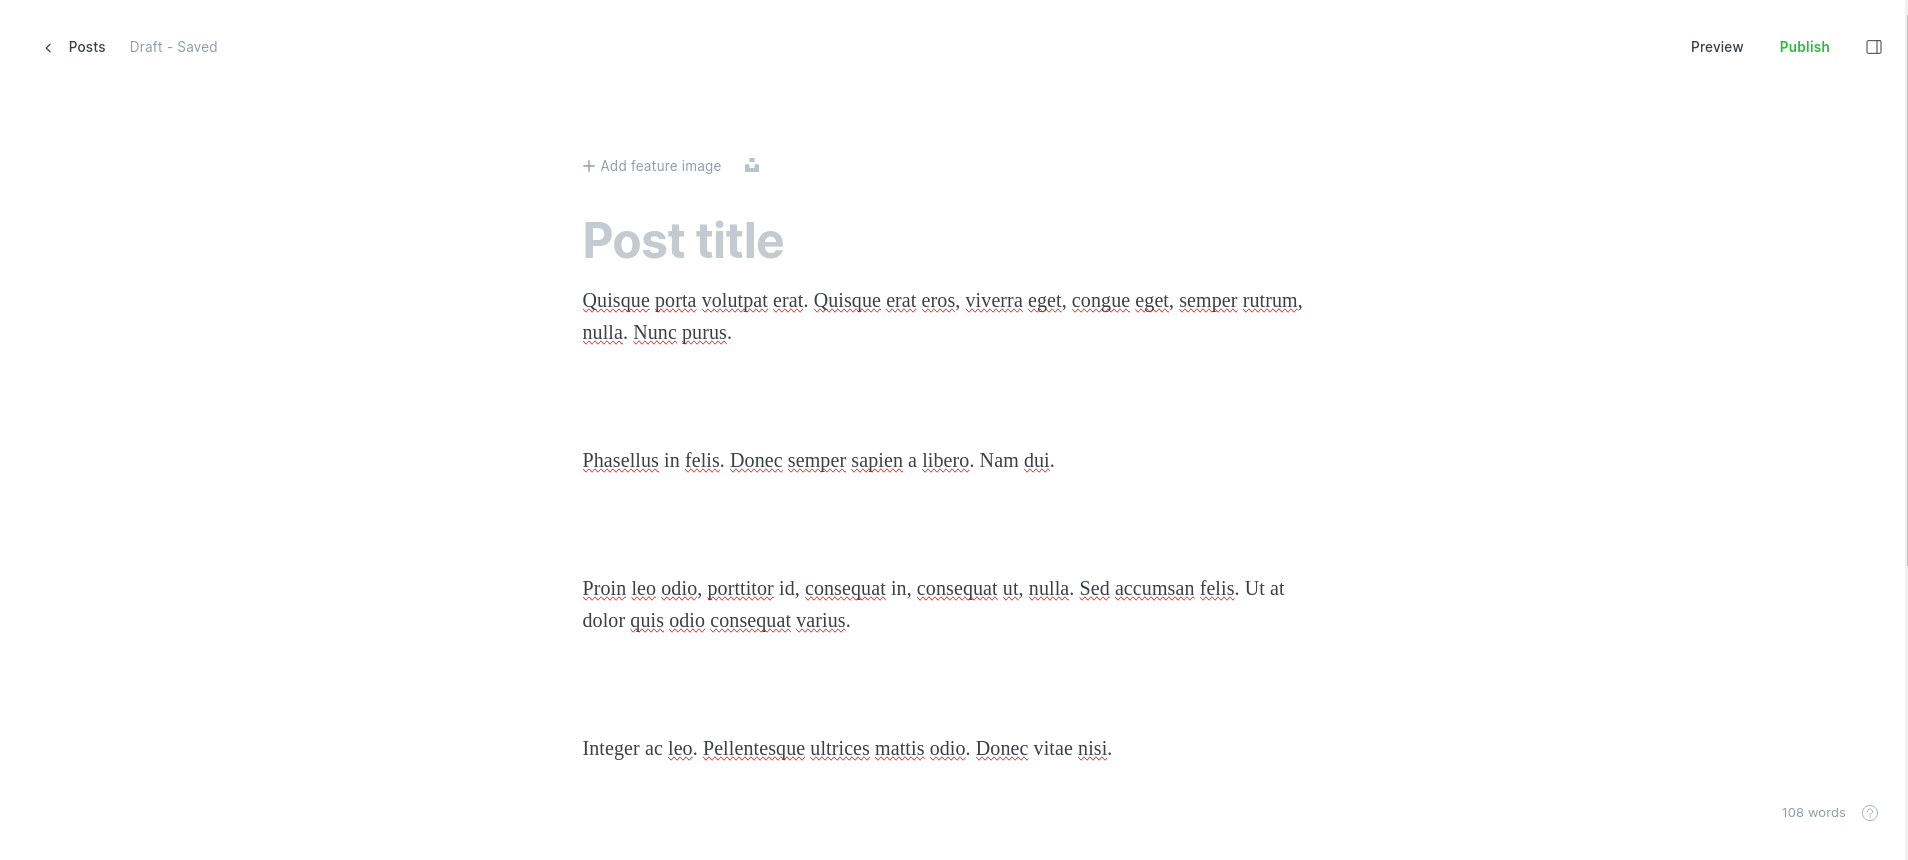 Posts
Draft - Saved
Preview
Publish
Add feature image
Post title
Quisque porta volutpat erat. Quisque erat eros, viverra eget, congue eget, semper rutrum,
nulla. Nunc purus.
Phasellus in felis. Donec semper sapien a libero. Nam dui.
Proin leo odio, porttitor id, consequat in, consequat ut, nulla. Sed accumsan felis. Ut at
dolor quis odio consequat varius.
Integer ac leo. Pellentesque ultrices mattis odio. Donec vitae nisi.
108 words